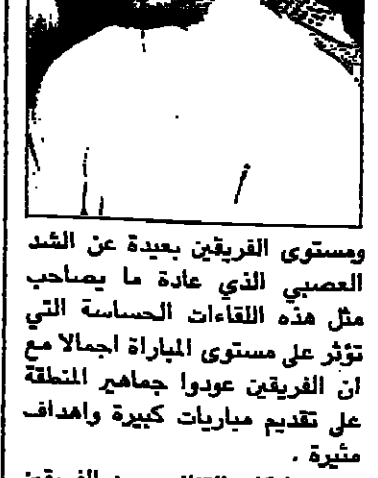 ومستوى الفريقين بعيدة عن الشد
العصبي الذي عادة ما يصاحب
مثل هذه اللقاءات الحساسة التي
تؤثر على مستوى المباراة اجمالا مع
ان الفريقين عودوا جماهير المنطقة
على تقديم مباريات كبيرة واهداف
مثيرة .
الفريقين